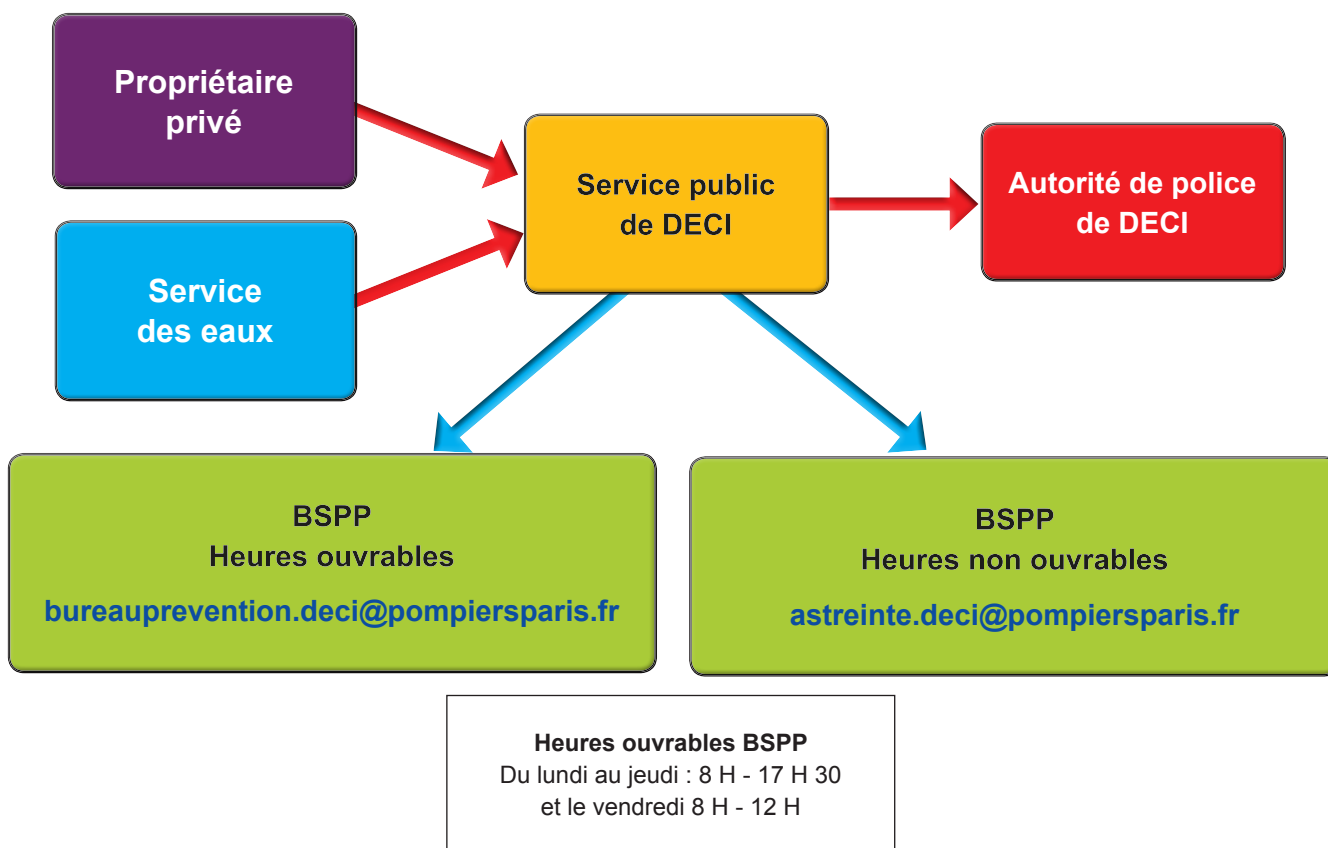 Propriétaire
privé
Service public
de DECI
Autorité de police
de DECI
Service
des eaux
BSPP
Heures ouvrables
bureauprevention.deci@pompiersparis.fr
BSPP
Heures non ouvrables
astreinte.deci@pompiersparis.fr
Heures ouvrables BSPP
Du lundi au jeudi : 8 H - 17 H 30
et le vendredi 8 H - 12 H